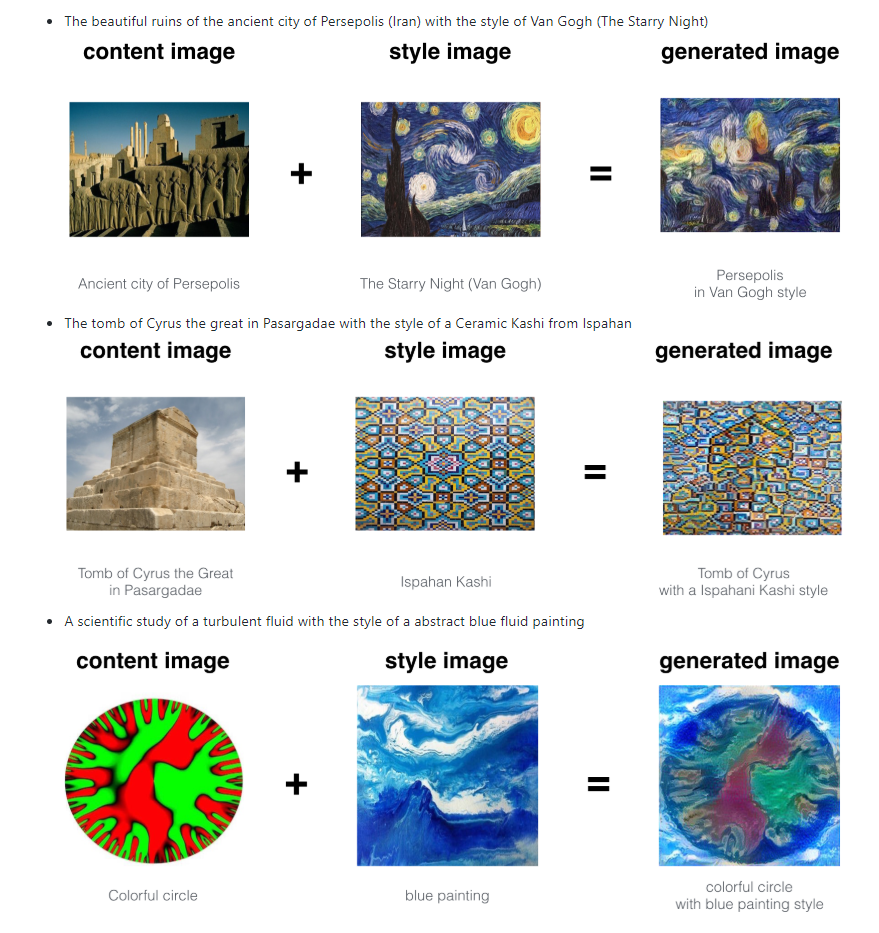 The beautiful ruins of the ancient city of Persepolis (Iran) with the style of Van Gogh (The Starry Night)
content image
style image
generated image
+
=
Ancient city of Persepolis
The Starry Night (Van Gogh)
Persepolis
in Van Gogh style
The tomb of Cyrus the great in Pasargadae with the style of a Ceramic Kashi from Ispahan
content image
style image
generated image
+
=
Tomb of Cyrus the Great
in Pasargadae
Ispahan Kashi
Tomb of Cyrus
with a Ispahani Kashi style
A scientific study of a turbulent fluid with the style of a abstract blue fluid painting
content image
style image
generated image
+
=
Colorful circle
blue painting
colorful circle
with blue painting style